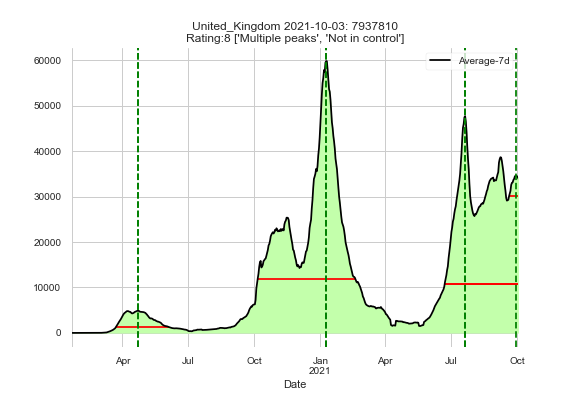 United_Kingdom 2021-10-03: 7937810
Rating:8 ['Multiple peaks', 'Not in control']
Average-7d
60000
50000
40000
30000
20000
10000
0
Apr Jul Oct Jan Apr Jul Oct
2021
Date